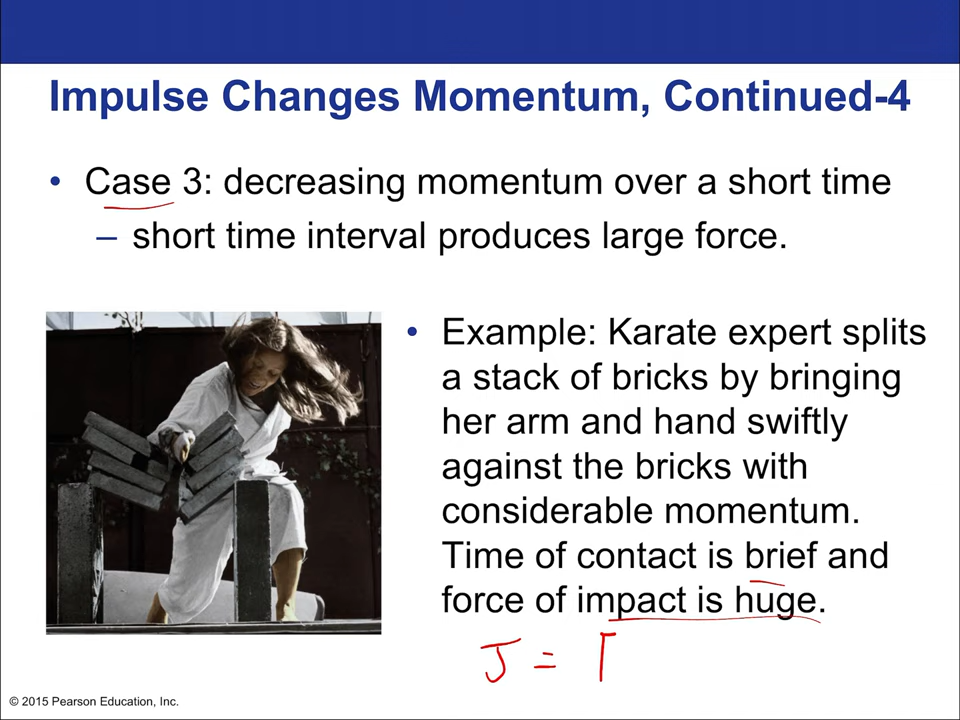 Impulse Changes Momentum, Continued-4
• Case 3: decreasing momentum over a short time
– short time interval produces large force.
• Example: Karate expert splits
a stack of bricks by bringing
her arm and hand swiftly
against the bricks with
considerable momentum.
Time of contact is brief and
force of impact is huge.
J =
© 2015 Pearson Education, Inc.